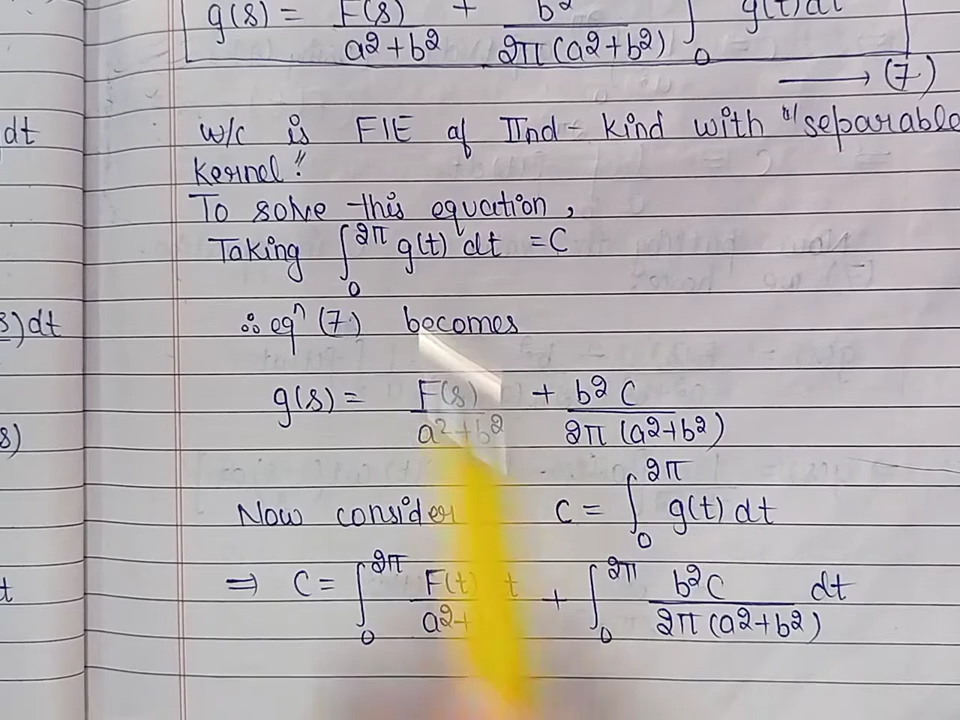 g(s) = F(s) / a2+b2 + b2 / 2π(a2+b2) ∫0 g(t)dt
→ (7)
dt
w/c is FIE of IInd - kind with "separable
Kernel"
To solve this equation,
Taking ∫0^2π g(t) dt = C
s)dt
∴ eqn (7) becomes
g(s) = F(s) / a2+b2 + b2 C / 2π (a2+b2)
s)
Now consider C = ∫0^2π g(t) dt
t
⇒ C = ∫0^2π F(t) t / a2+ + ∫0^2π b2C / 2π (a2+b2) dt